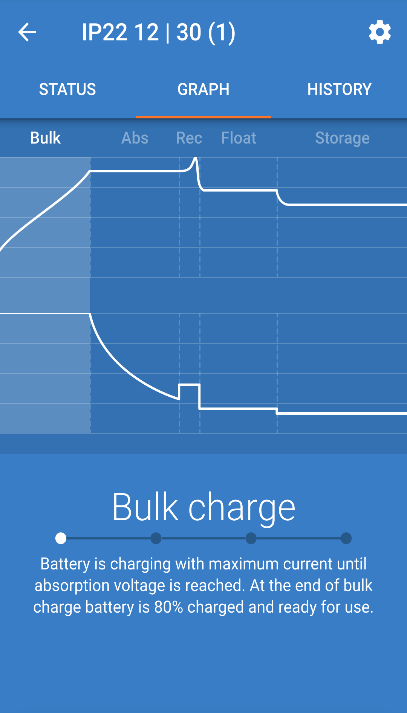 IP22 12 | 30 (1)
STATUS GRAPH HISTORY
Bulk Abs Rec Float Storage
Bulk charge
Battery is charging with maximum current until
absorption voltage is reached. At the end of bulk
charge battery is 80% charged and ready for use.